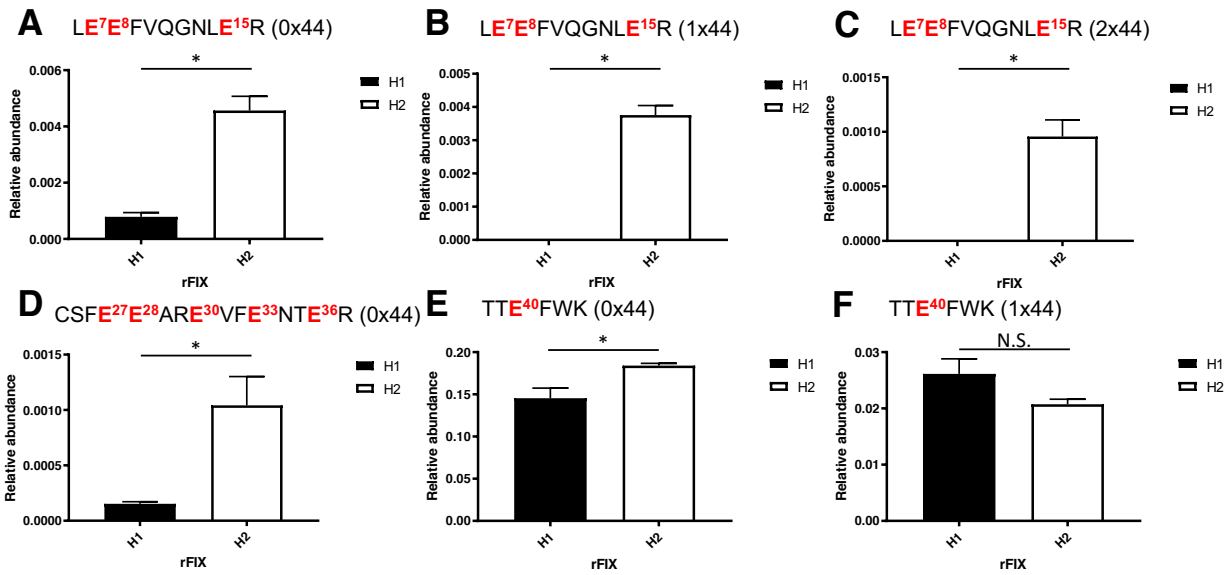 A LE⁷E⁸FVQGNLE¹⁵R (0x44)
*
Relative abundance
0.006
0.004
0.002
0.000
H1
H2
rFIX
H1
H2
B LE⁷E⁸FVQGNLE¹⁵R (1x44)
*
Relative abundance
0.005
0.004
0.003
0.002
0.001
0.000
H1
H2
rFIX
H1
H2
C LE⁷E⁸FVQGNLE¹⁵R (2x44)
*
Relative abundance
0.0015
0.0010
0.0005
0.0000
H1
H2
rFIX
H1
H2
D CSFE²⁷E²⁸ARE³⁰VFE³³NTE³⁶R (0x44)
*
Relative abundance
0.0015
0.0010
0.0005
0.0000
H1
H2
rFIX
H1
H2
E TTE⁴⁰FWK (0x44)
*
Relative abundance
0.20
0.15
0.10
0.05
0.00
H1
H2
rFIX
H1
H2
F TTE⁴⁰FWK (1x44)
N.S.
Relative abundance
0.03
0.02
0.01
0.00
H1
H2
rFIX
H1
H2